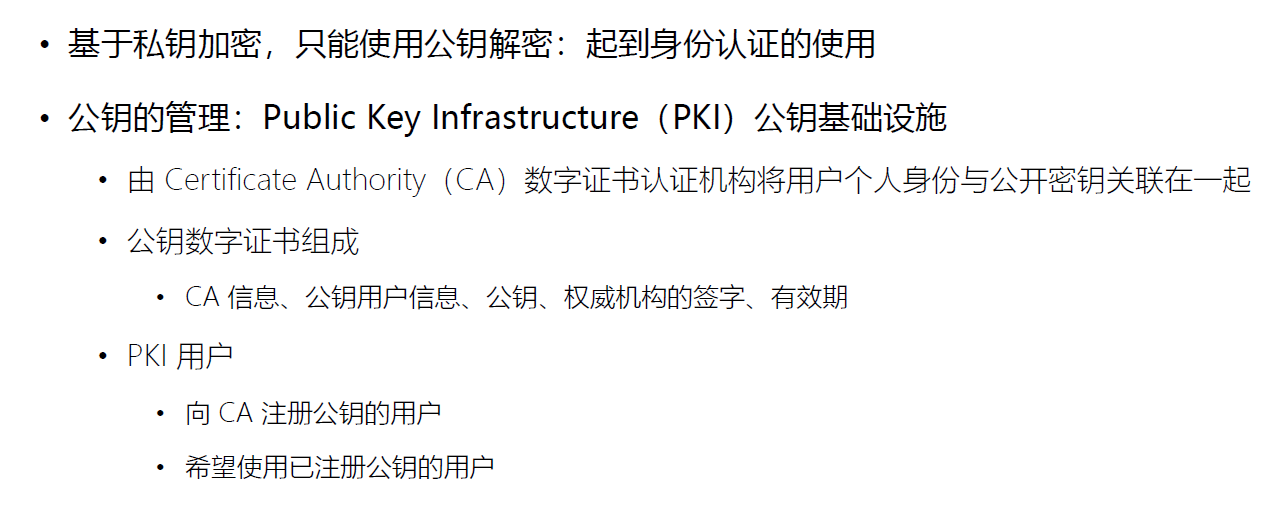 • 基于私钥加密，只能使用公钥解密：起到身份认证的使用
• 公钥的管理：Public Key Infrastructure（PKI）公钥基础设施
• 由 Certificate Authority（CA）数字证书认证机构将用户个人身份与公开密钥关联在一起
• 公钥数字证书组成
• CA 信息、公钥用户信息、公钥、权威机构的签字、有效期
• PKI 用户
• 向 CA 注册公钥的用户
• 希望使用已注册公钥的用户